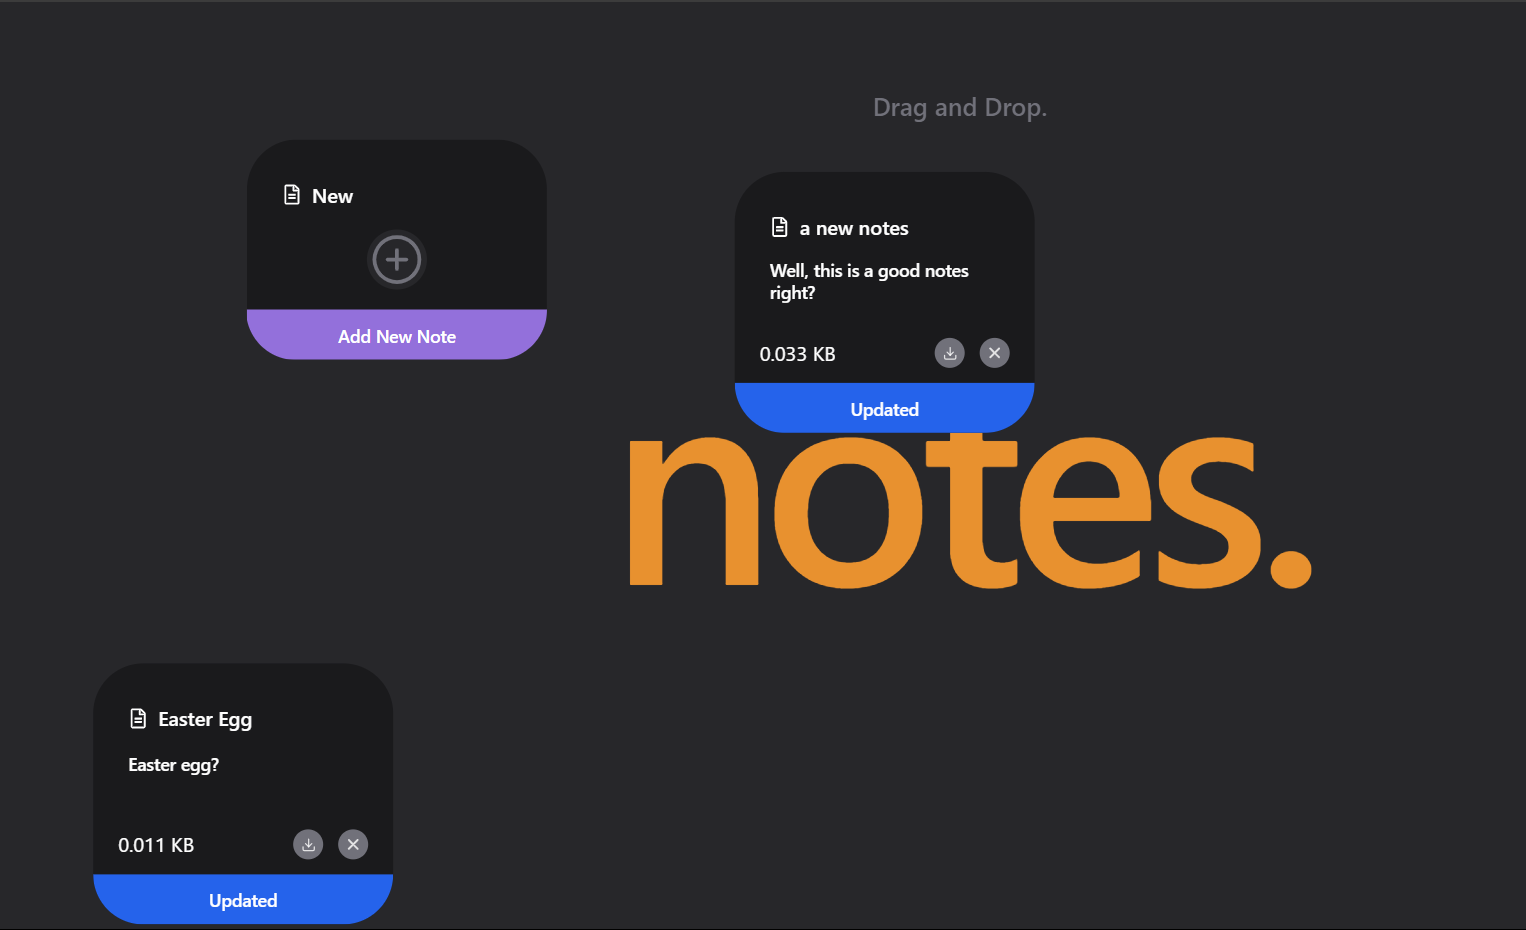 Drag and Drop.
New
Add New Note
a new notes
Well, this is a good notes
right?
0.033 KB
Updated
notes.
Easter Egg
Easter egg?
0.011 KB
Updated